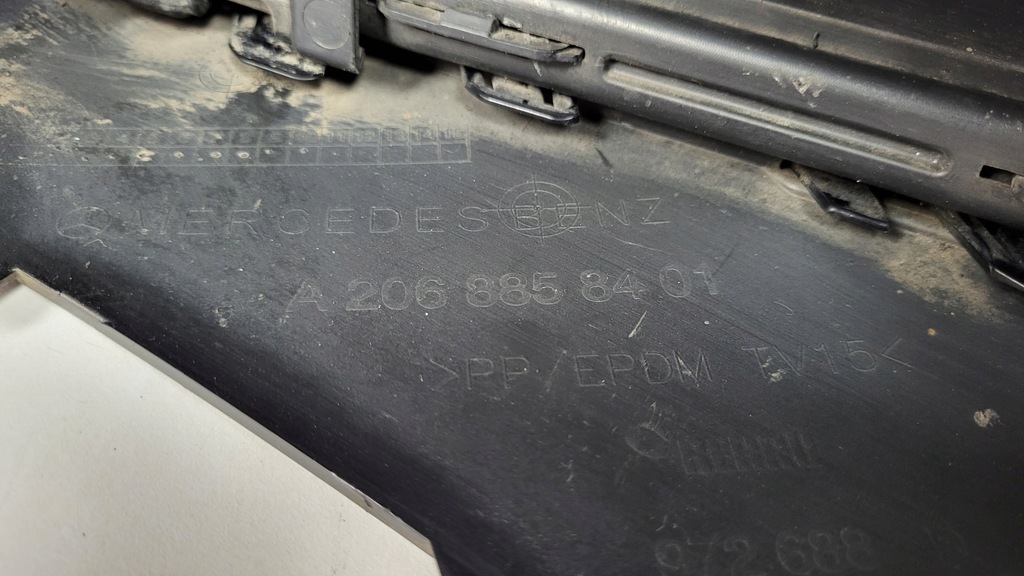 MERCEDES BENZ
A 206 885 84 01
>PP/EPDM TV15<
972 688